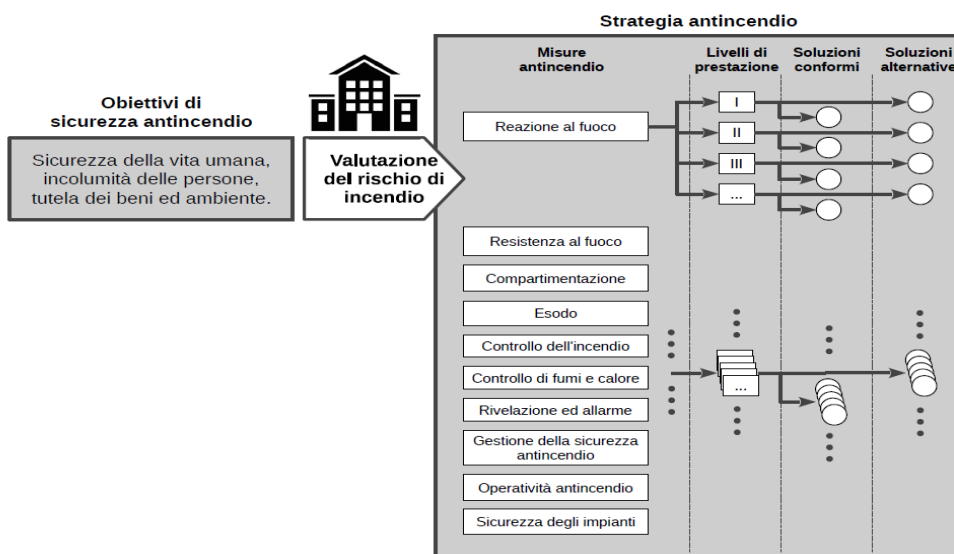 Strategia antincendio
Obiettivi di
sicurezza antincendio
Sicurezza della vita umana,
incolumità delle persone,
tutela dei beni ed ambiente.
Valutazione
del rischio di
incendio
Misure
antincendio
Livelli di
prestazione
Soluzioni
conformi
Soluzioni
alternative
Reazione al fuoco
I
II
III
...
Resistenza al fuoco
Compartimentazione
Esodo
Controllo dell'incendio
Controllo di fumi e calore
...
Rivelazione ed allarme
Gestione della sicurezza
antincendio
Operatività antincendio
Sicurezza degli impianti